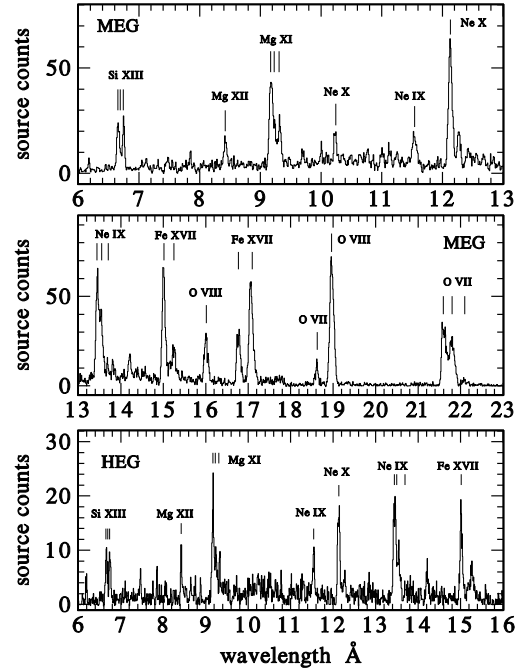 MEG
Ne X
Mg XI
Si XIII
Mg XII
Ne X
Ne IX
source counts
50
0
6 7 8 9 10 11 12 13
Ne IX
Fe XVII
Fe XVII
O VIII
MEG
O VIII
O VII
O VII
source counts
50
0
13 14 15 16 17 18 19 20 21 22 23
HEG
Mg XI
Ne X
Ne IX
Fe XVII
Si XIII
Mg XII
Ne IX
source counts
30
20
10
0
6 7 8 9 10 11 12 13 14 15 16
wavelength Å